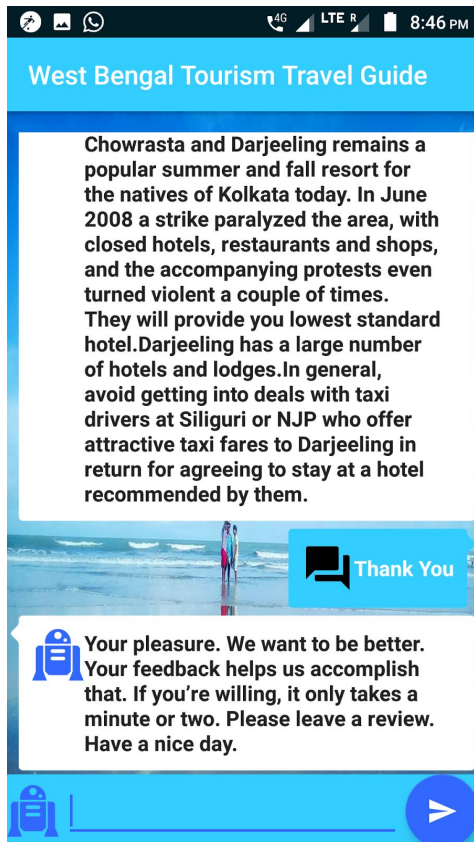 4G LTE R 8:46 PM
West Bengal Tourism Travel Guide
Chowrasta and Darjeeling remains a
popular summer and fall resort for
the natives of Kolkata today. In June
2008 a strike paralyzed the area, with
closed hotels, restaurants and shops,
and the accompanying protests even
turned violent a couple of times.
They will provide you lowest standard
hotel.Darjeeling has a large number
of hotels and lodges.In general,
avoid getting into deals with taxi
drivers at Siliguri or NJP who offer
attractive taxi fares to Darjeeling in
return for agreeing to stay at a hotel
recommended by them.
Thank You
Your pleasure. We want to be better.
Your feedback helps us accomplish
that. If you’re willing, it only takes a
minute or two. Please leave a review.
Have a nice day.